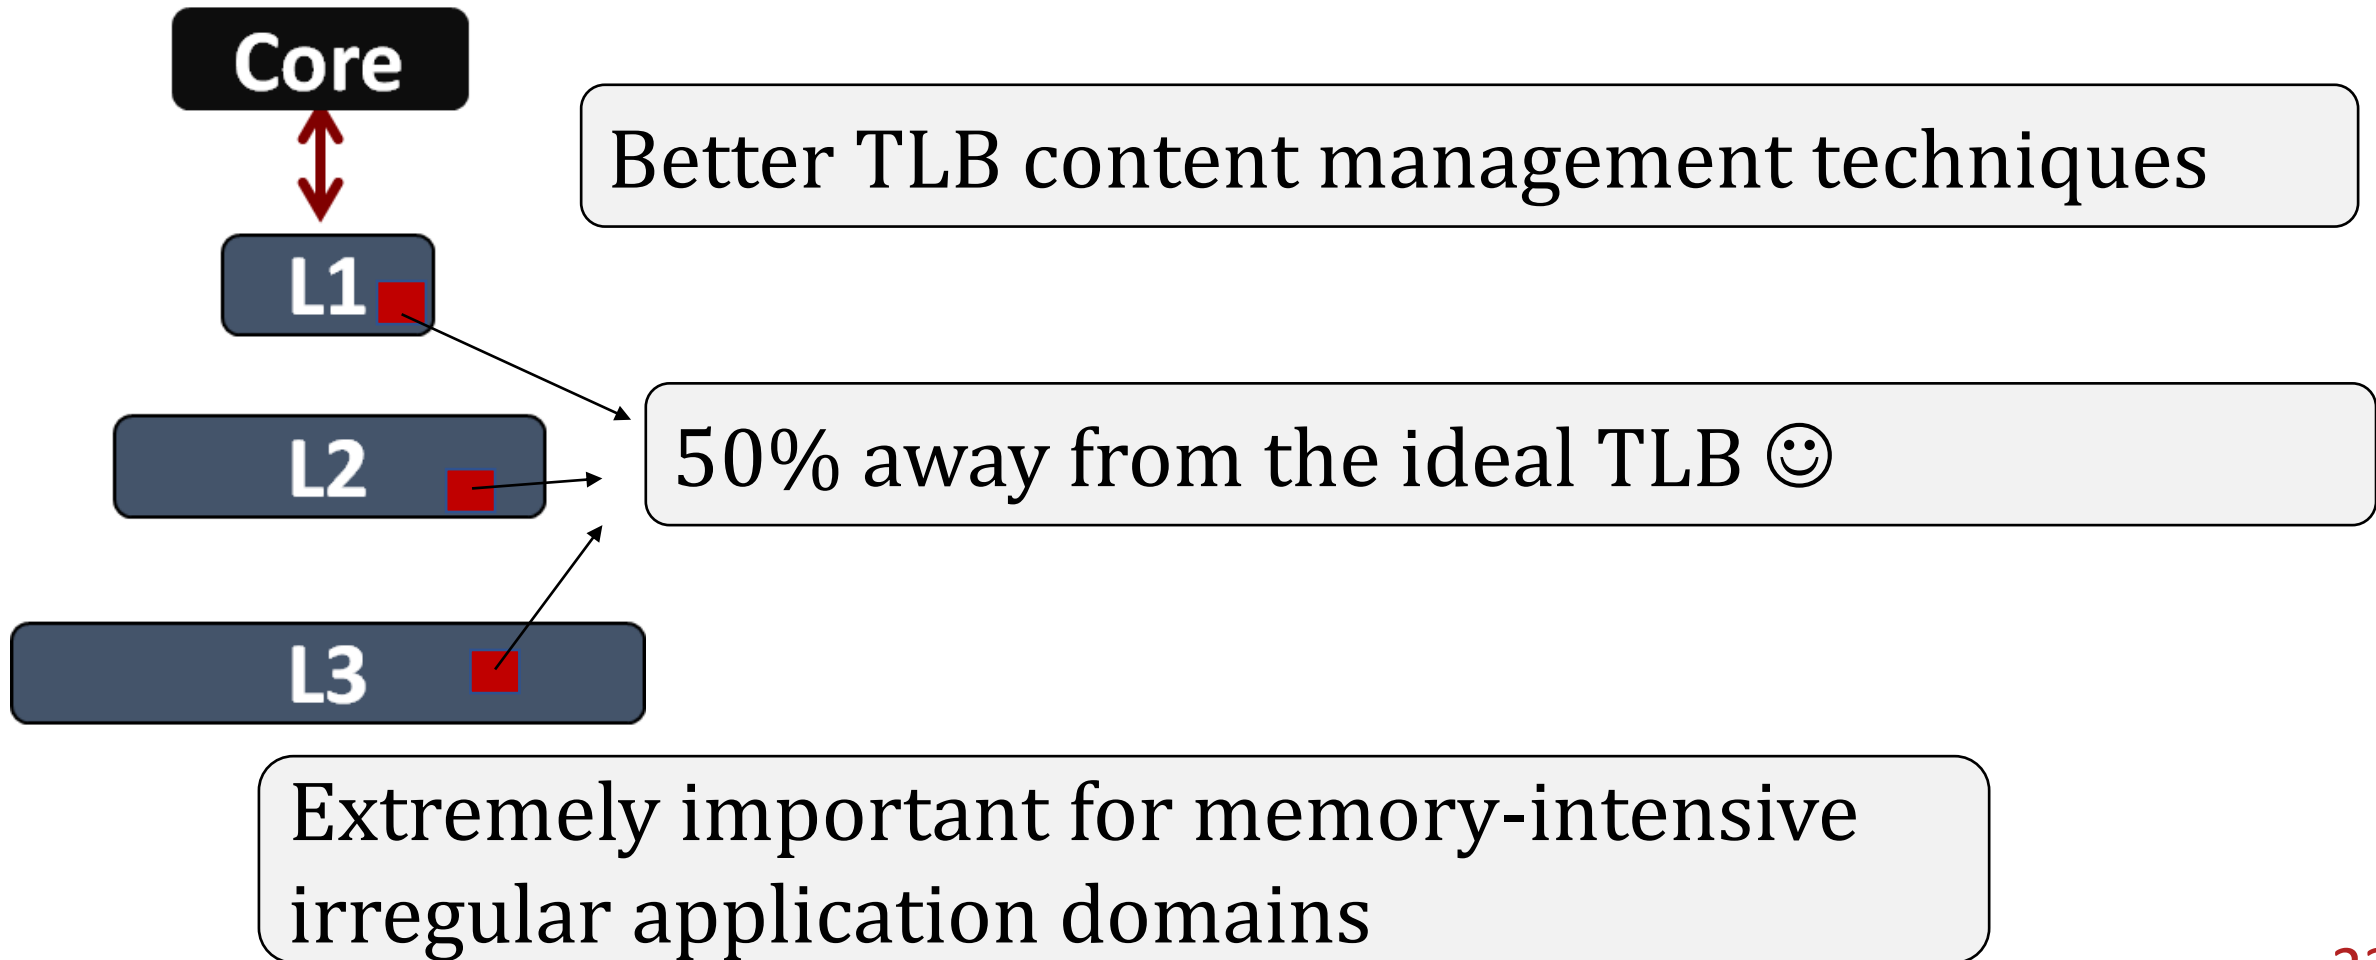 Core
Better TLB content management techniques
L1
50% away from the ideal TLB ☺
L2
L3
Extremely important for memory-intensive
irregular application domains